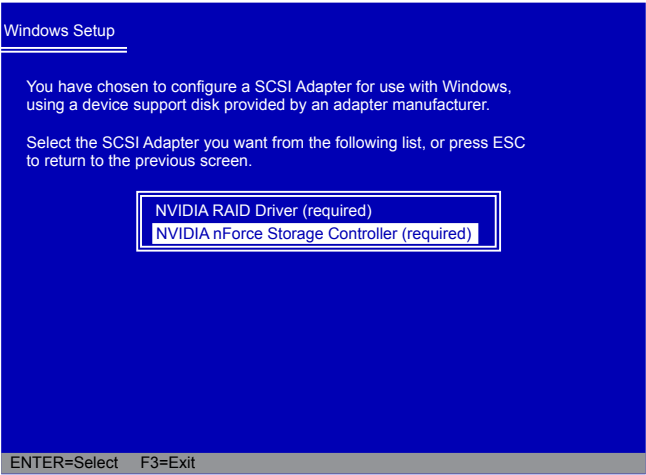 Windows Setup
You have chosen to configure a SCSI Adapter for use with Windows,
using a device support disk provided by an adapter manufacturer.
Select the SCSI Adapter you want from the following list, or press ESC
to return to the previous screen.
NVIDIA RAID Driver (required)
NVIDIA nForce Storage Controller (required)
ENTER=Select F3=Exit